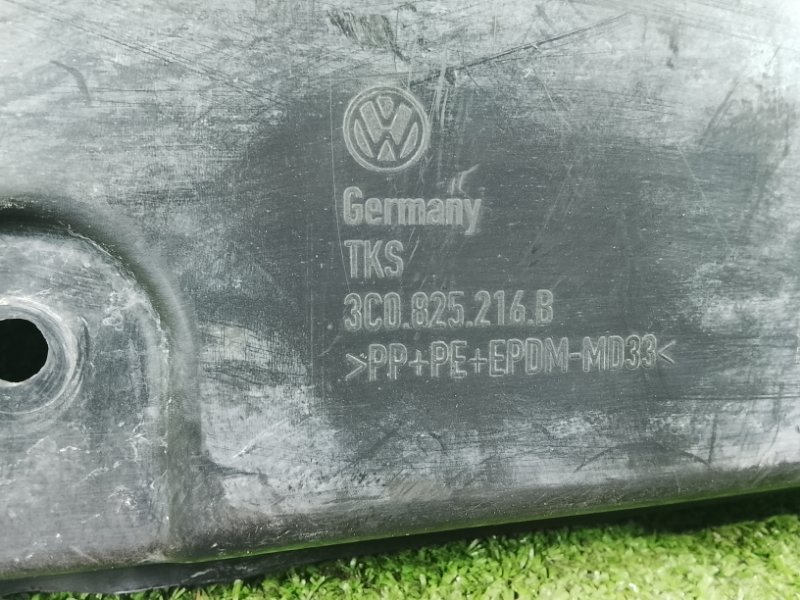 Germany
TKS
3C0.825.216.B
>PP+PE+EPDM-MD33<